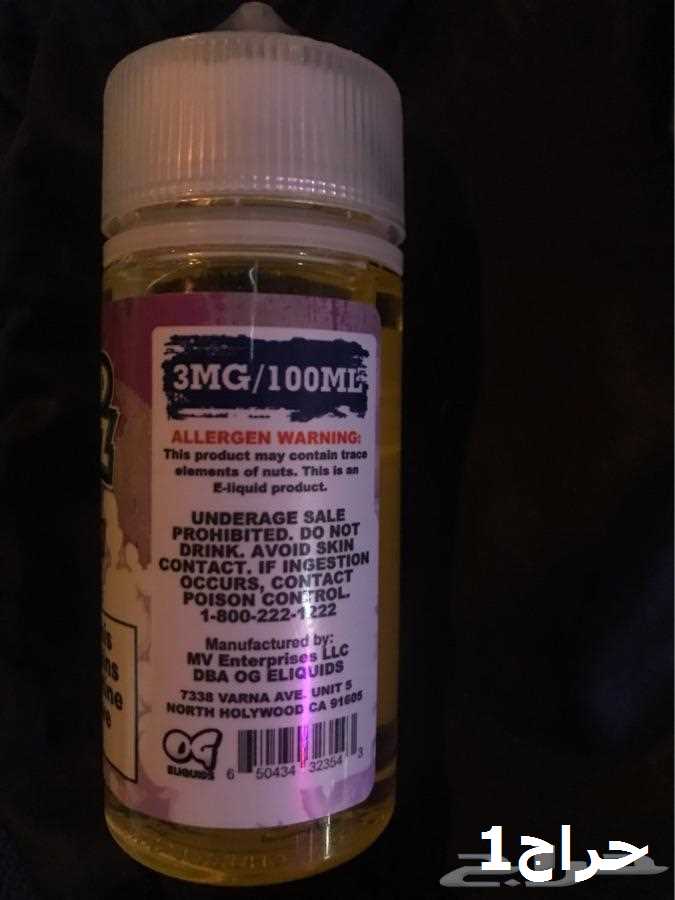 3MG/100ML
ALLERGEN WARNING:
This product may contain trace
elements of nuts. This is an
E-liquid product.
UNDERAGE SALE
PROHIBITED. DO NOT
DRINK. AVOID SKIN
CONTACT. IF INGESTION
OCCURS, CONTACT
POISON CONTROL.
1-800-222-1222
Manufactured by:
MV Enterprises LLC
DBA OG ELIQUIDS
7338 VARNA AVE. UNIT 5
NORTH HOLYWOOD CA 91605
OG
ELIQUIDS
6 50434 32354 3
حراج1
حراج